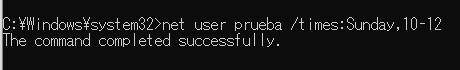 C:¥Windows¥system32>net user prueba /times:Sunday,10-12
The command completed successfully.